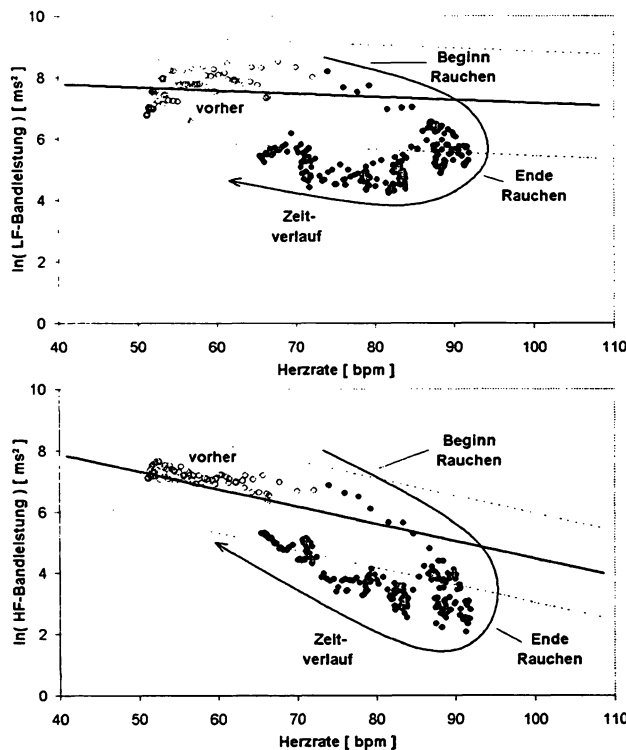 ln( LF-Bandleistung ) [ ms² ]
10
8
6
4
2
0
Beginn
Rauchen
vorher
Ende
Rauchen
Zeit-
verlauf
40
50
60
70
80
90
100
110
Herzrate [ bpm ]
ln( HF-Bandleistung ) [ ms² ]
10
8
6
4
2
0
vorher
Beginn
Rauchen
Zeit-
verlauf
Ende
Rauchen
40
50
60
70
80
90
100
110
Herzrate [ bpm ]